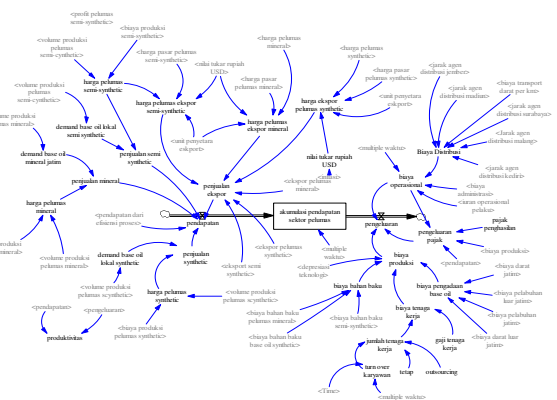 <profit pelumas
semi-synthetic>
<volume produksi
pelumas
semi-synthetic>
<biaya produksi
pelumas
semi-synthetic>
<harga pasar pelumas
semi-synthetic>
<nilai tukar rupiah
USD>
<harga pelumas
mineral>
<harga pelumas
synthetic>
harga pelumas
semi-synthetic
<harga pasar
pelumas mineral>
<harga pasar
pelumas synthetic>
<jarak agen
distribusi jember>
<jarak agen
distribusi madiun>
<biaya transport
darat per km>
<volume produksi
pelumas
semi-synthetic>
harga pelumas ekspor
semi-synthetic
harga ekspor
pelumas synthetic
<jarak agen
distribusi surabaya>
<unit penyetara
eskport>
demand base oil lokal
semi synthetic
harga pelumas
ekspor mineral
<unit penyetara
eskport>
<jarak agen
distribusi malang>
demand base oil
mineral jatim
penjualan semi
synthetic
nilai tukar rupiah
USD
<multiple waktu>
Biaya Distribusi
<jarak agen
distribusi kediri>
penjualan mineral
penjualan
ekspor
<ekspor pelumas
mineral>
biaya
operasional
<biaya
administrasi>
<iuran operasional
pelaku>
harga pelumas
mineral
<pendapatan dari
efisiensi proses>
pendapatan
akumulasi pendapatan
sektor pelumas
pengeluaran
pengeluaran
pajak
pajak
penghasilan
<volume produksi
pelumas mineral>
demand base oil
lokal synthetic
penjualan
synthetic
<ekspor semi
synthetic>
<ekspor pelumas
synthetic>
<multiple
waktu>
<depresiasi
teknologi>
biaya
produksi
<pendapatan>
<biaya produksi>
<volume produksi
pelumas synthetic>
harga pelumas
synthetic
<volume produksi
pelumas synthetic>
biaya bahan baku
biaya pengadaan
base oil
<biaya darat
jatim>
<biaya pelabuhan
luar jatim>
<pendapatan>
<pengeluaran>
<biaya produksi
pelumas synthetic>
<biaya bahan baku
pelumas mineral>
<biaya bahan baku
semi-synthetic>
biaya tenaga
kerja
<biaya pelabuhan
jatim>
produktivitas
<biaya bahan baku
base oil synthetic>
jumlah tenaga
kerja
gaji tenaga
kerja
<biaya darat luar
jatim>
turn over
karyawan
tetap
outsourcing
<Time>
<multiple waktu>